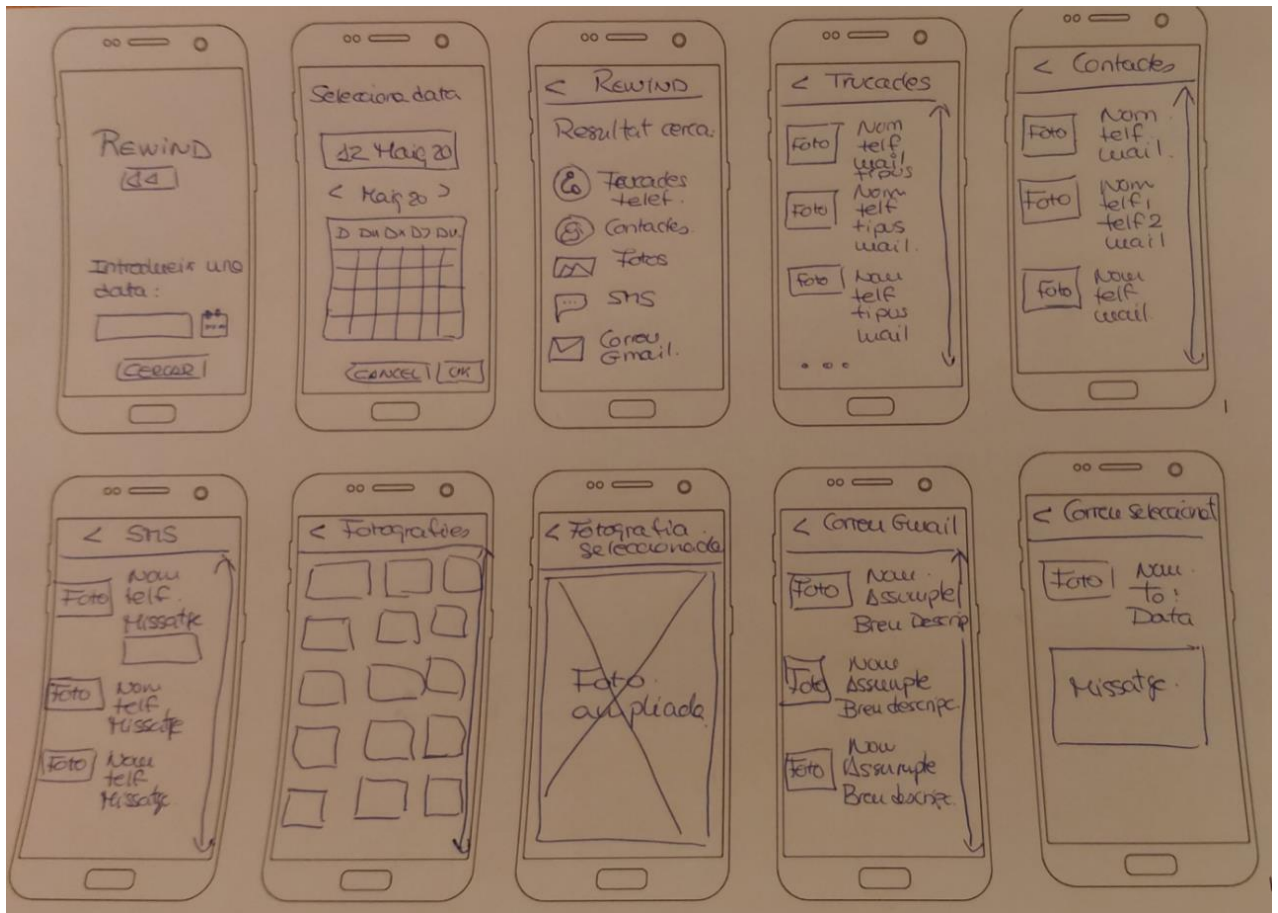 REWIND
Introdueix una
data:
CERCAR
Selecciona data
12 Maig 20
< Maig 20 >
CANCEL OK
< REWIND
Resultat cerca:
Trucades
telef.
Contactes
Fotos
SMS
Correu
Gmail.
< Trucades
Foto
Nom
telf
mail
tipus
Foto
Nom
telf
tipus
mail.
Foto
Nom
telf
tipus
mail
...
< Contactes
Foto
Nom
telf.
mail.
Foto
Nom
telf1
telf2
mail
Foto
Nom
telf
mail.
< SMS
Foto
Nom
telf.
Missatge
Foto
Nom
telf
Missatge
Foto
Nom
telf
Missatge.
< Fotografies
< Fotografia
seleccionada
Foto
ampliada
< Correu Gmail
Foto
Nom.
Assumpte
Breu Descrip
Foto
Nom
Assumpte
Breu descripc.
Foto
Nom
Assumpte
Breu descripc.
< Correu seleccionat
Foto
Nom.
to:
Data
Missatge.